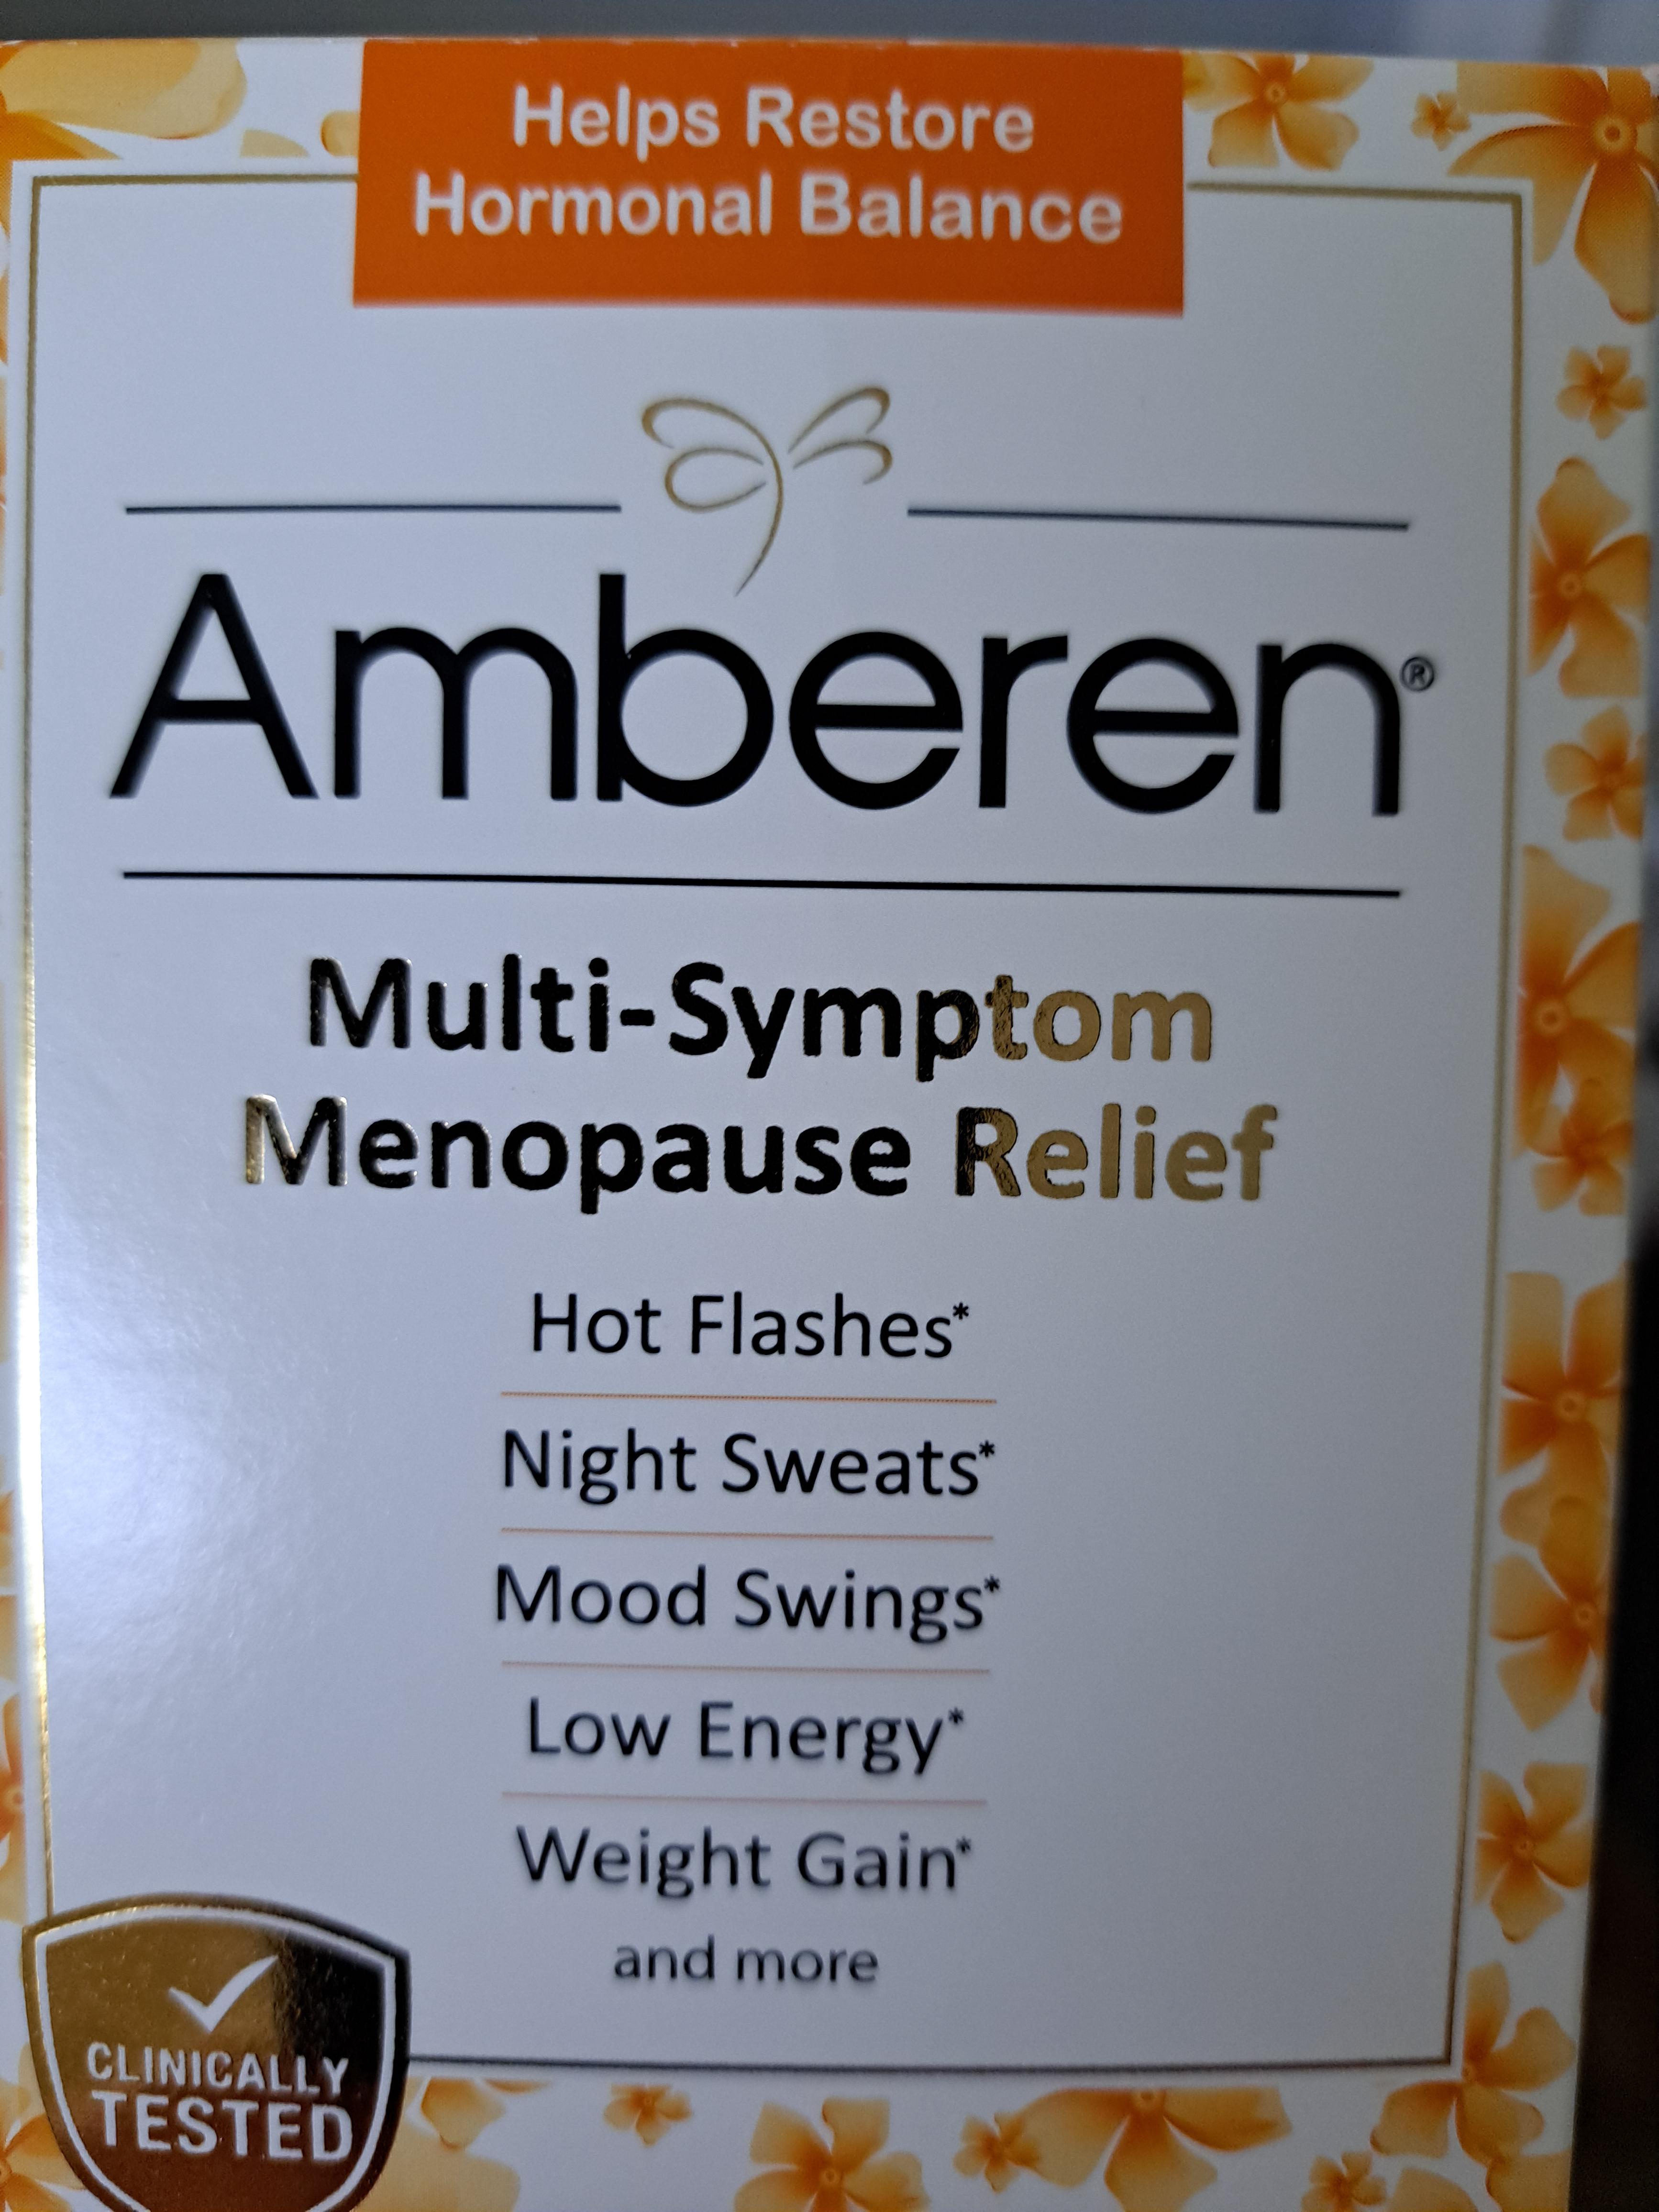 Helps Restore
Hormonal Balance
Amberen®
Multi-Symptom
Menopause Relief
Hot Flashes*
Night Sweats*
Mood Swings*
Low Energy*
Weight Gain*
and more
CLINICALLY
TESTED